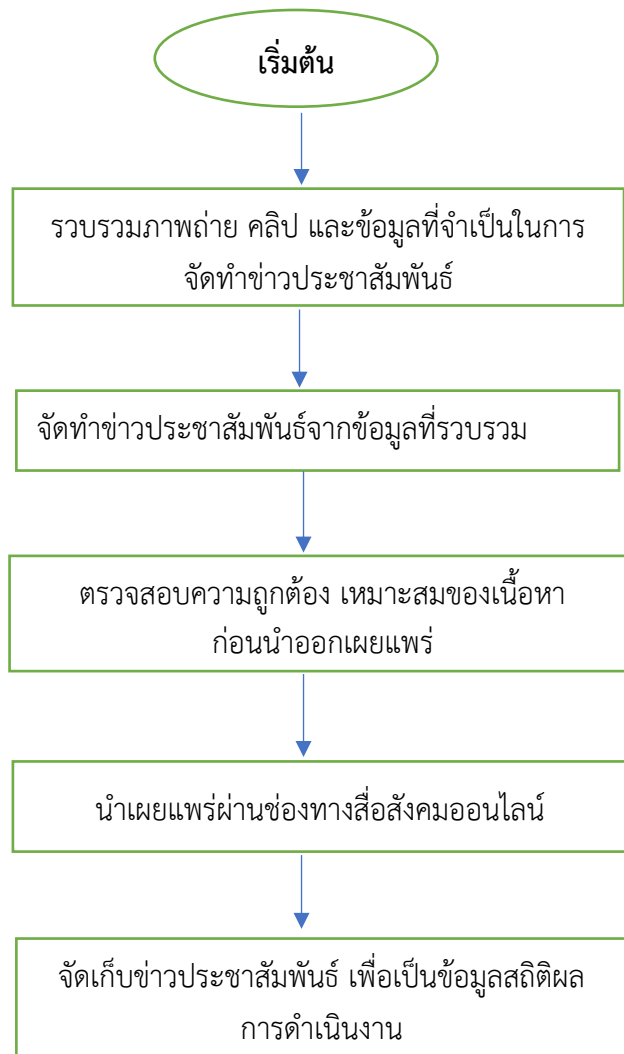 เริ่มต้น
รวบรวมภาพถ่าย คลิป และข้อมูลที่จำเป็นในการ
จัดทำข่าวประชาสัมพันธ์
จัดทำข่าวประชาสัมพันธ์จากข้อมูลที่รวบรวม
ตรวจสอบความถูกต้อง เหมาะสมของเนื้อหา
ก่อนนำออกเผยแพร่
นำเผยแพร่ผ่านช่องทางสื่อสังคมออนไลน์
จัดเก็บข่าวประชาสัมพันธ์ เพื่อเป็นข้อมูลสถิติผล
การดำเนินงาน